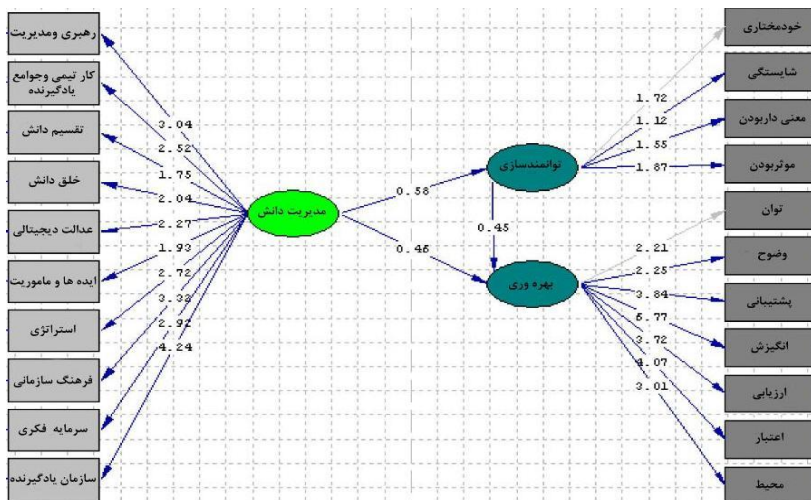 رهبری ومدیریت
کار تیمی وجوامع
یادگیرنده
تقسیم دانش
خلق دانش
عدالت دیجیتالی
ایده ها و ماموریت
استراتژی
فرهنگ سازمانی
سرمایه فکری
سازمان یادگیرنده
3.04
2.52
1.75
2.04
2.27
1.93
2.72
3.33
2.92
4.24
مدیریت دانش
0.58
0.45
0.45
توانمندسازی
بهره وری
1.72
1.12
1.55
1.87
2.21
2.25
3.84
5.77
3.72
4.07
3.01
خودمختاری
شایستگی
معنی داربودن
موثربودن
توان
وضوح
پشتیبانی
انگیزش
ارزیابی
اعتبار
محیط